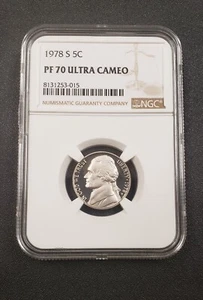 1978 S 5C
PF 70 ULTRA CAMEO
8131253-015
NUMISMATIC GUARANTY COMPANY
NGC